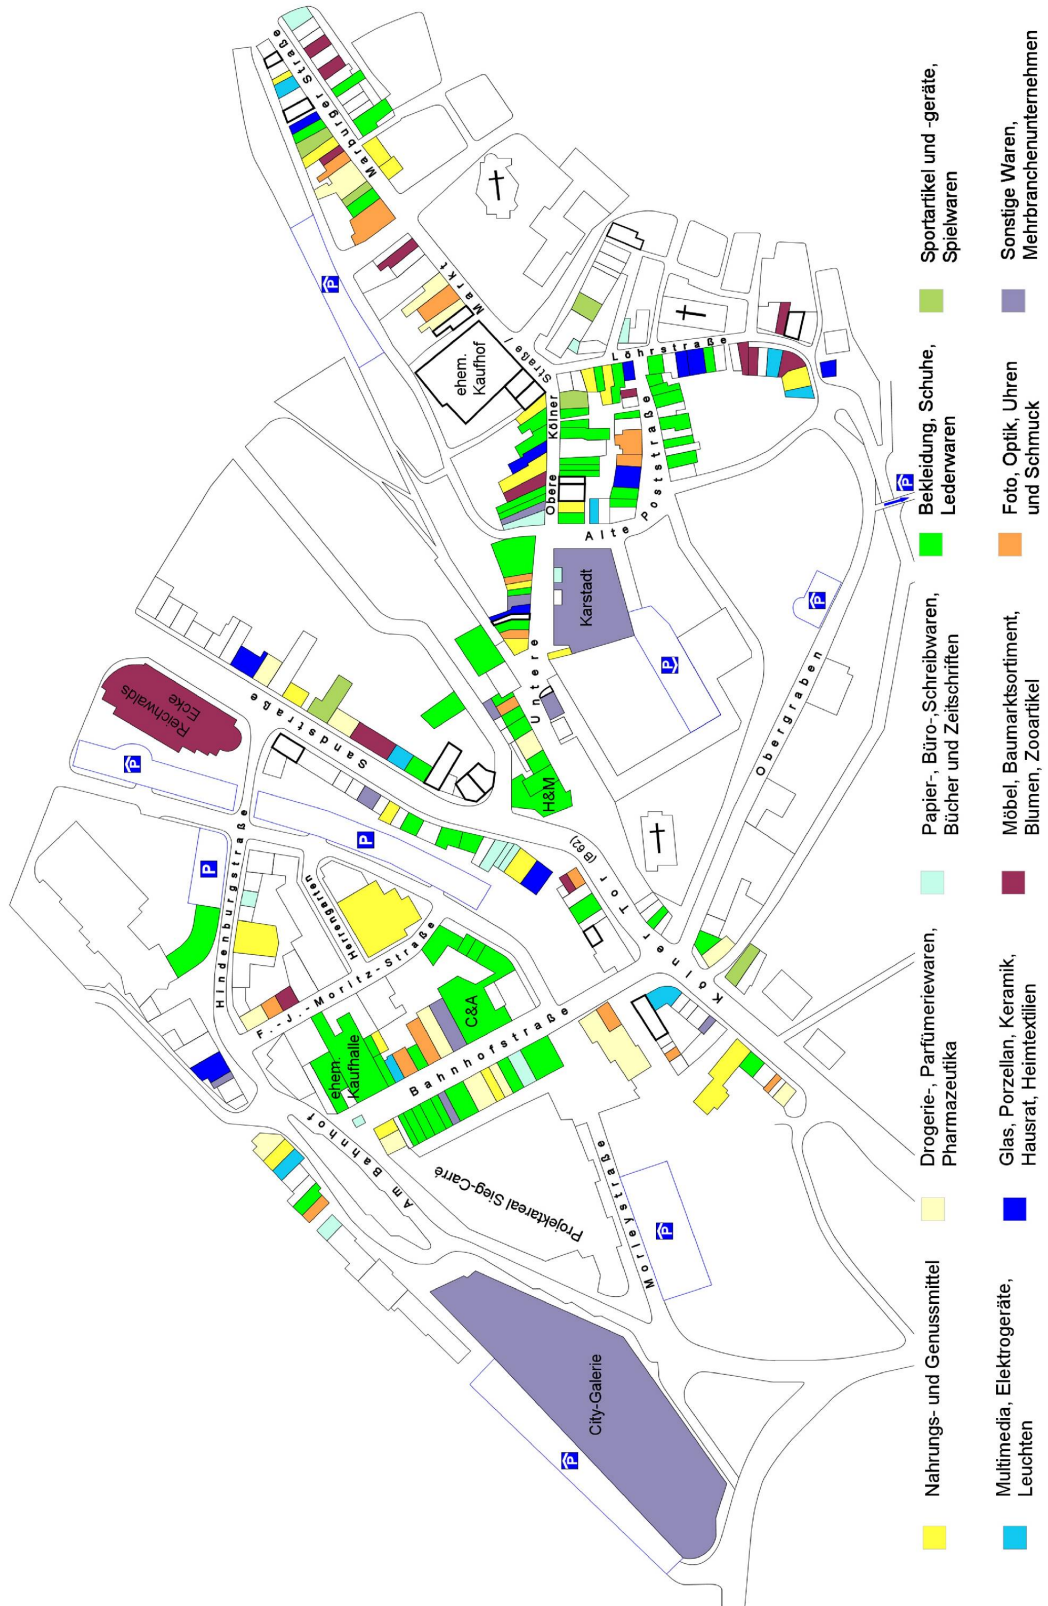 Marburger Straße
Markt
ehem.
Kaufhof
Straße /
Kölner
Obere
Löhrstraße
Alte Poststraße
Karstadt
Untere
H&M
Reichwalds
Ecke
Sandstraße
Hindenburgstraße
Herrengarten
F.-J.-Moritz-Straße
Kölner Tor (B 62)
Obergraben
C&A
ehem.
Kaufhalle
Bahnhofstraße
Am Bahnhof
Projektareal Sieg-Carré
Morleystraße
City-Galerie
P
P
P
P
P
P
P
P
P
P
Nahrungs- und Genussmittel
Multimedia, Elektrogeräte,
Leuchten
Drogerie-, Parfümeriewaren,
Pharmazeutika
Glas, Porzellan, Keramik,
Hausrat, Heimtextilien
Papier-, Büro-,Schreibwaren,
Bücher und Zeitschriften
Möbel, Baumarktsortiment,
Blumen, Zooartikel
Bekleidung, Schuhe,
Lederwaren
Foto, Optik, Uhren
und Schmuck
Sportartikel und -geräte,
Spielwaren
Sonstige Waren,
Mehrbranchenunternehmen